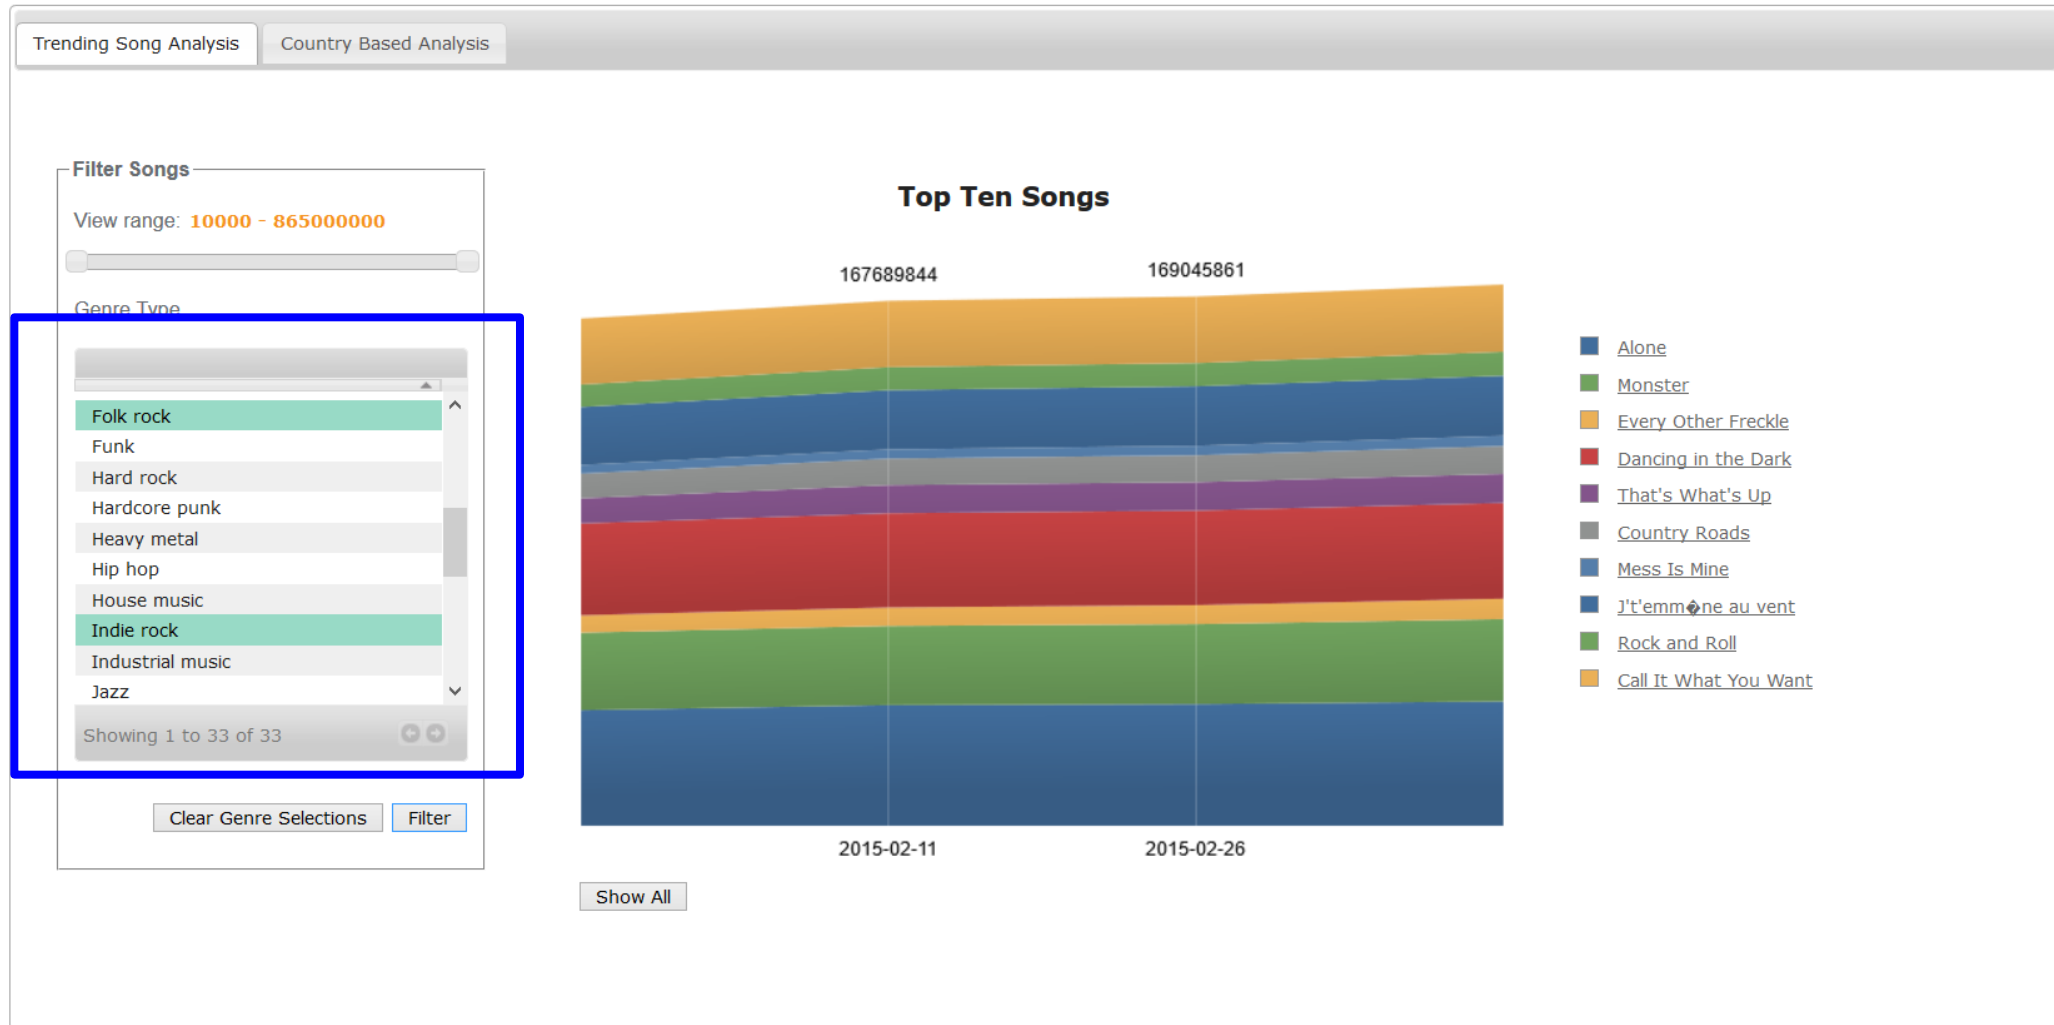 Trending Song Analysis
Country Based Analysis
Filter Songs
View range: 10000 - 865000000
Genre Type
Folk rock
Funk
Hard rock
Hardcore punk
Heavy metal
Hip hop
House music
Indie rock
Industrial music
Jazz
Showing 1 to 33 of 33
Clear Genre Selections
Filter
Top Ten Songs
167689844
169045861
2015-02-11
2015-02-26
Show All
Alone
Monster
Every Other Freckle
Dancing in the Dark
That's What's Up
Country Roads
Mess Is Mine
J't'emm�ne au vent
Rock and Roll
Call It What You Want